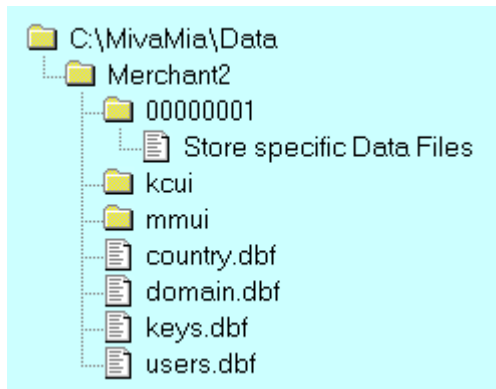 C:\MivaMia\Data
Merchant2
00000001
Store specific Data Files
kcui
mmui
country.dbf
domain.dbf
keys.dbf
users.dbf